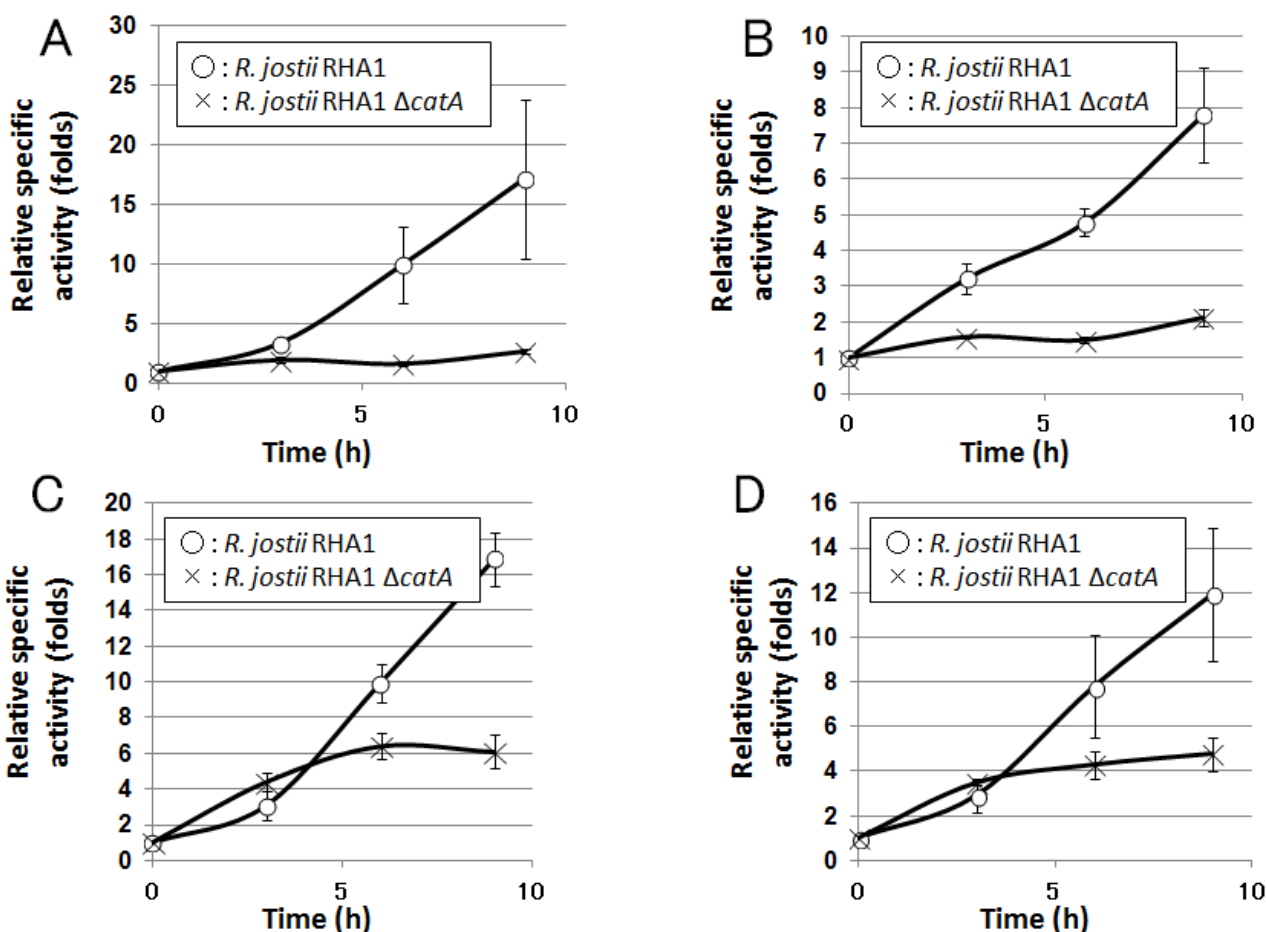 A
Relative specific
activity (folds)
30
25
20
15
10
5
0
○ : R. jostii RHA1
× : R. jostii RHA1 ΔcatA
0
5
10
Time (h)
B
Relative specific
activity (folds)
10
9
8
7
6
5
4
3
2
1
0
○ : R. jostii RHA1
× : R. jostii RHA1 ΔcatA
0
5
10
Time (h)
C
Relative specific
activity (folds)
20
18
16
14
12
10
8
6
4
2
0
○ : R. jostii RHA1
× : R. jostii RHA1 ΔcatA
0
5
10
Time (h)
D
Relative specific
activity (folds)
16
14
12
10
8
6
4
2
0
○ : R. jostii RHA1
× : R. jostii RHA1 ΔcatA
0
5
10
Time (h)